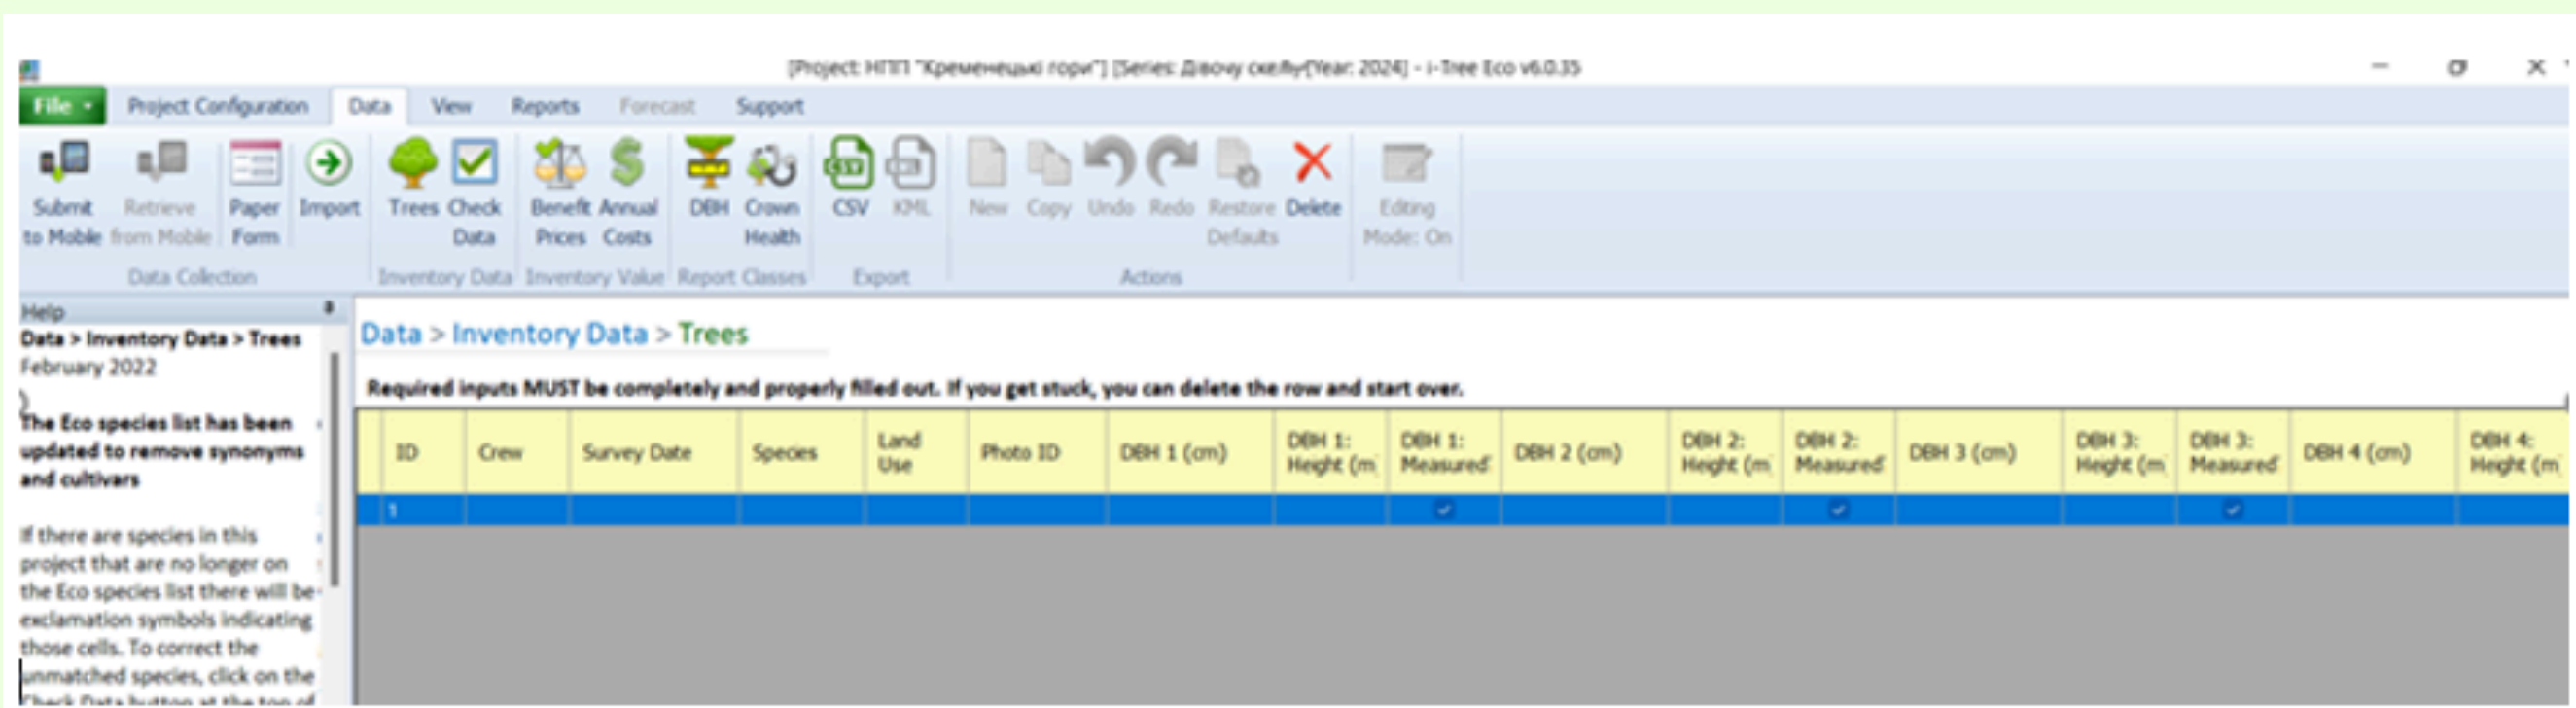 [Project: НПП "Кременецькі гори"] [Series: Дівочу скелу[Year: 2024] - i-Tree Eco v6.0.35
File Project Configuration Data View Reports Forecast Support
Submit to Mobile
Retrieve from Mobile
Paper Form
Import
Data Collection
Trees
Check Data
Inventory Data
Benefit Prices
Annual Costs
Inventory Value
DBH
Crown Health
Report Classes
CSV
KML
Export
New
Copy
Undo
Redo
Restore Defaults
Delete
Actions
Editing Mode: On
Help
Data > Inventory Data > Trees
February 2022
)
The Eco species list has been
updated to remove synonyms
and cultivars
If there are species in this
project that are no longer on
the Eco species list there will be
exclamation symbols indicating
those cells. To correct the
unmatched species, click on the
Check Data button at the top of
Data > Inventory Data > Trees
Required inputs MUST be completely and properly filled out. If you get stuck, you can delete the row and start over.
ID
Crew
Survey Date
Species
Land Use
Photo ID
DBH 1 (cm)
DBH 1: Height (m
DBH 1: Measured
DBH 2 (cm)
DBH 2: Height (m
DBH 2: Measured
DBH 3 (cm)
DBH 3: Height (m
DBH 3: Measured
DBH 4 (cm)
DBH 4: Height (m
1